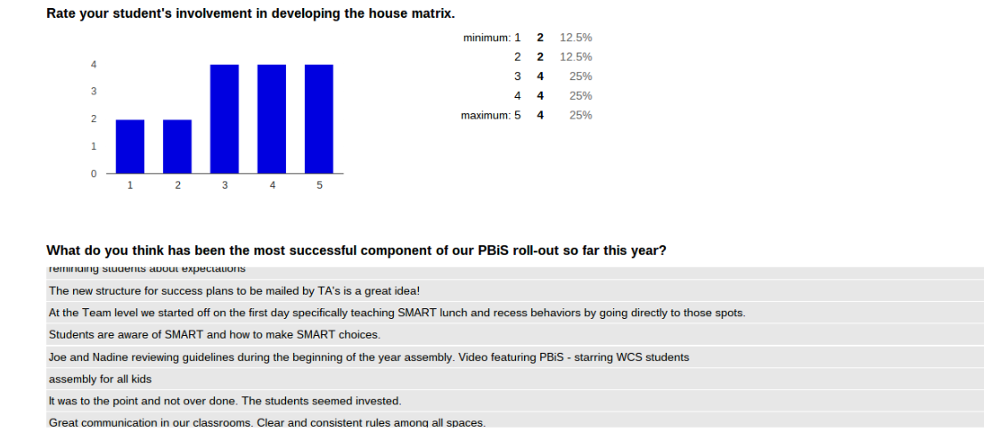 Rate your student's involvement in developing the house matrix.
minimum: 1 2 12.5%
2 2 12.5%
3 4 25%
4 4 25%
maximum: 5 4 25%
4
3
2
1
0
1 2 3 4 5
What do you think has been the most successful component of our PBiS roll-out so far this year?
reminding students about expectations
The new structure for success plans to be mailed by TA's is a great idea!
At the Team level we started off on the first day specifically teaching SMART lunch and recess behaviors by going directly to those spots.
Students are aware of SMART and how to make SMART choices.
Joe and Nadine reviewing guidelines during the beginning of the year assembly. Video featuring PBiS - starring WCS students
assembly for all kids
It was to the point and not over done. The students seemed invested.
Great communication in our classrooms. Clear and consistent rules among all spaces.